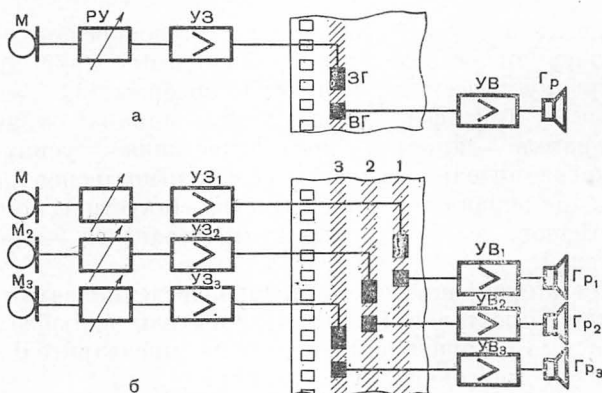 М РУ УЗ
ЗГ
ВГ
УВ Гр
а
3 2 1
М УЗ₁
М₂ УЗ₂
М₃ УЗ₃
УВ₁ Гр₁
УВ₂ Гр₂
УВ₃ Гр₃
б